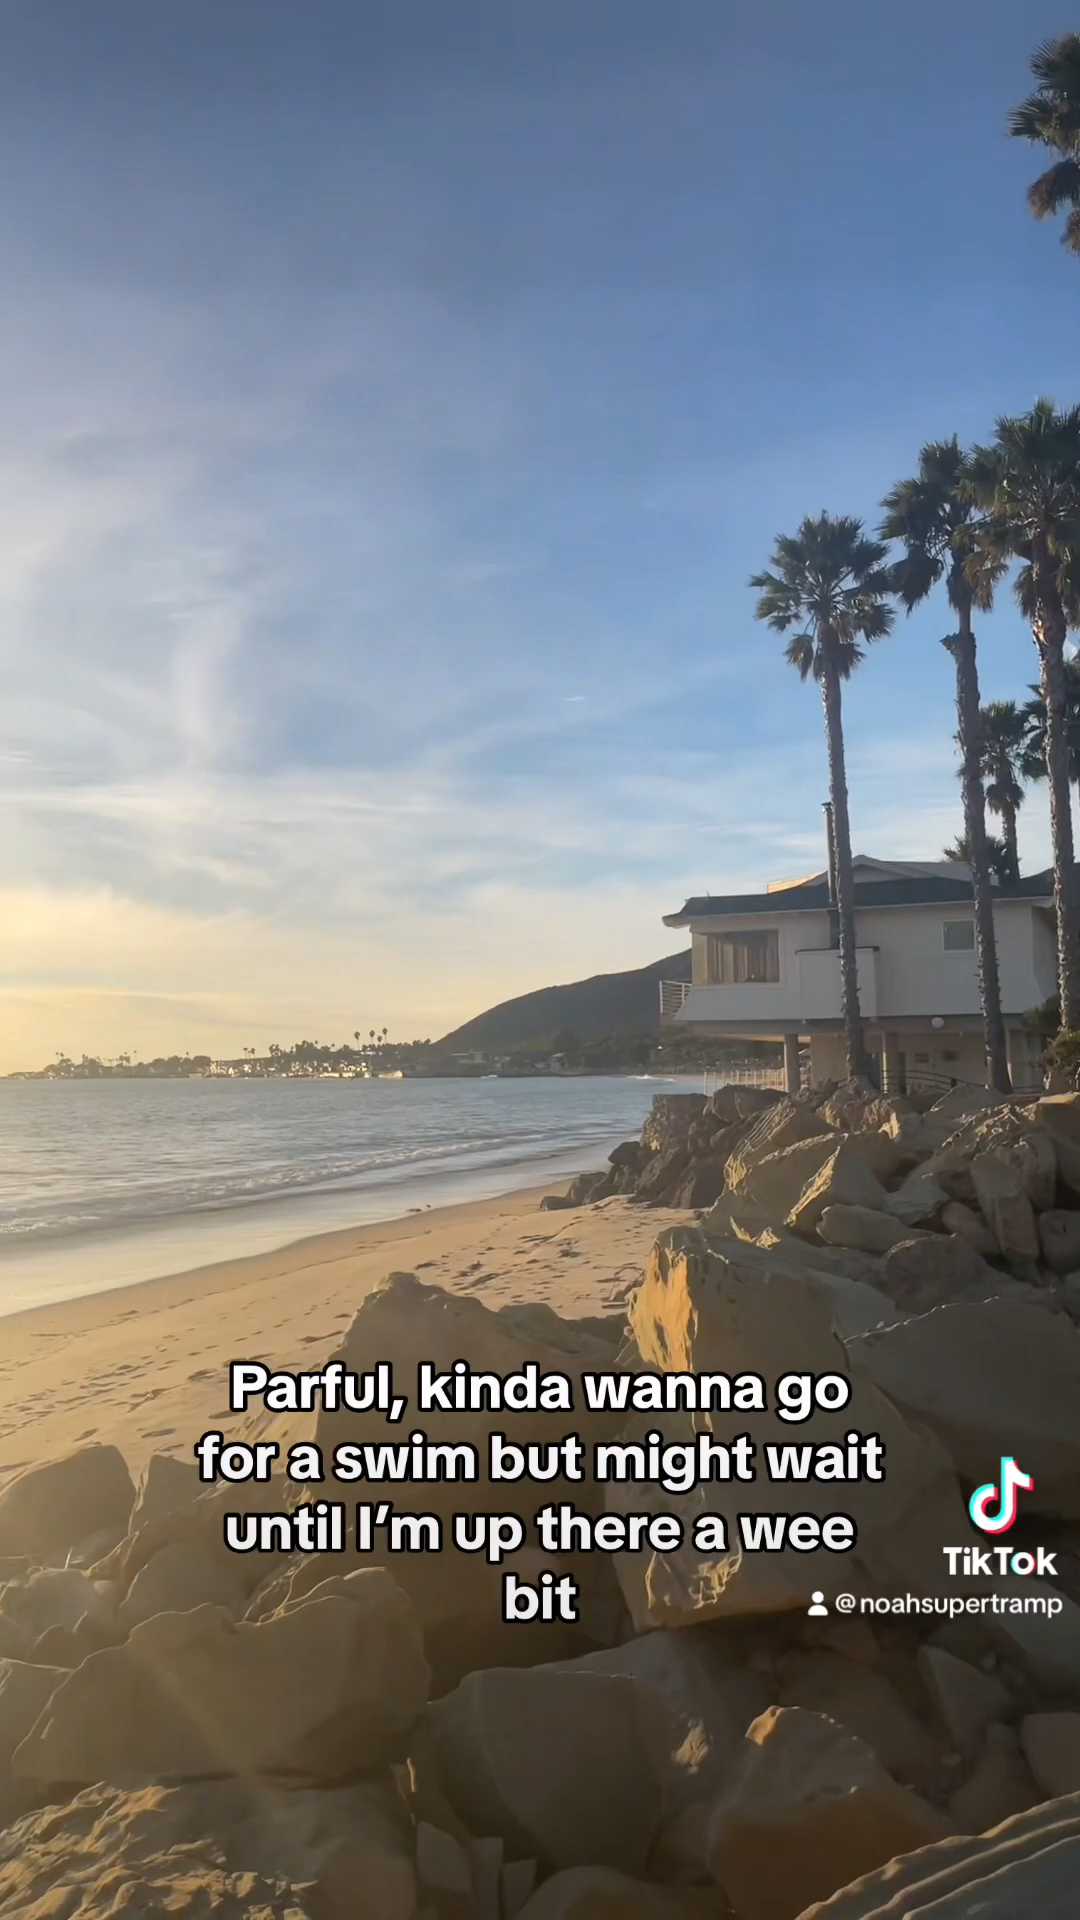 Parful, kinda wanna go
for a swim but might wait
until I’m up there a wee
bit
TikTok
@noahsupertramp